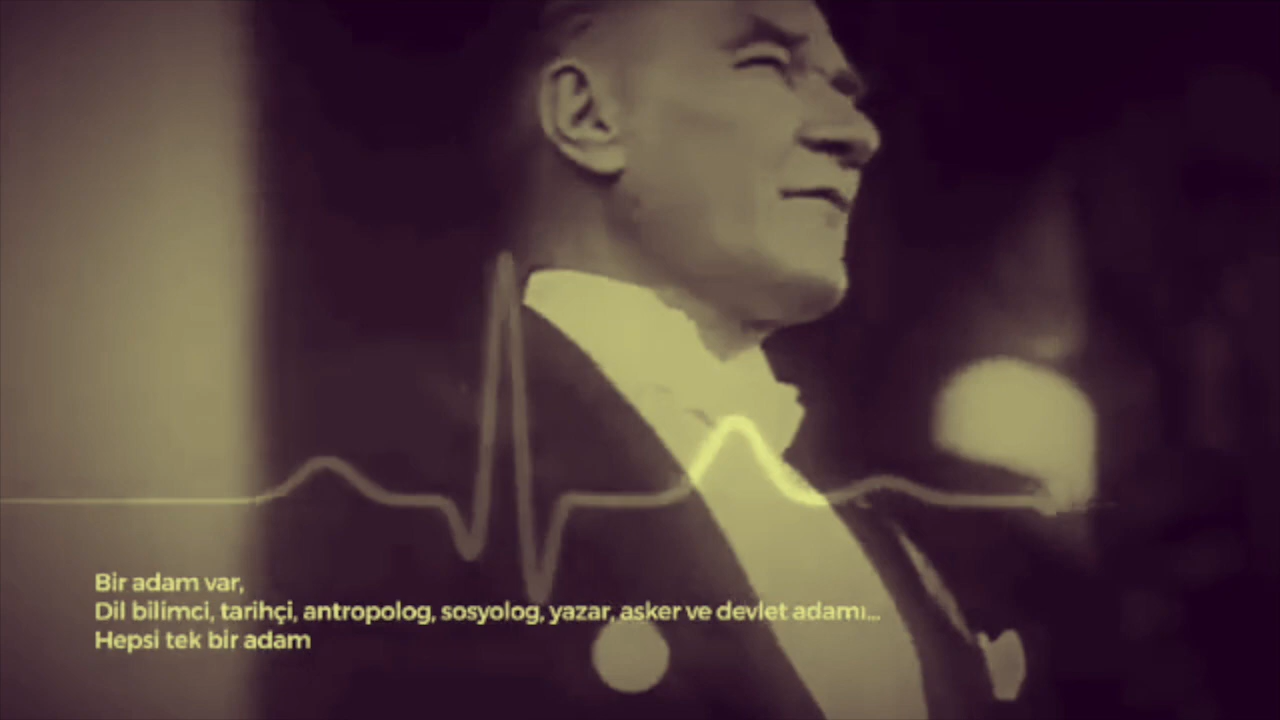 Bir adam var,
Dil bilimci, tarihçi, antropolog, sosyolog, yazar, asker ve devlet adamı...
Hepsi tek bir adam